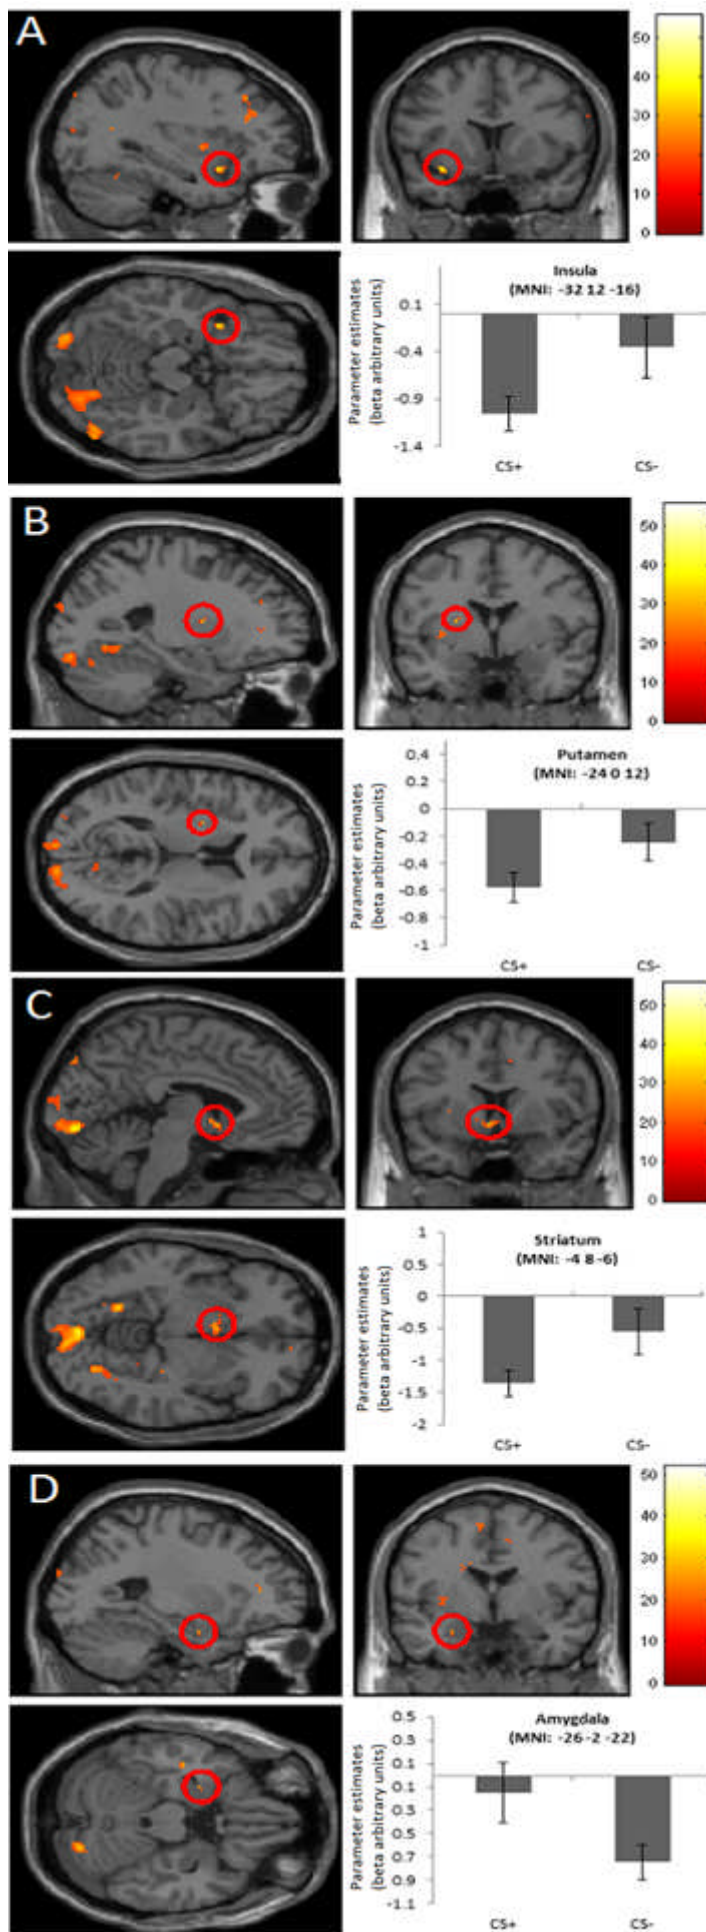 A
50
40
30
20
10
0
Insula
(MNI: -32 12 -16)
Parameter estimates
(beta arbitrary units)
0.1
-0.4
-0.9
-1.4
CS+
CS-
B
50
40
30
20
10
0
Putamen
(MNI: -24 0 12)
Parameter estimates
(beta arbitrary units)
0.4
0.2
0
-0.2
-0.4
-0.6
-0.8
-1
CS+
CS-
C
50
40
30
20
10
0
Striatum
(MNI: -4 8 -6)
Parameter estimates
(beta arbitrary units)
1
0.5
0
-0.5
-1
-1.5
-2
CS+
CS-
D
50
40
30
20
10
0
Amygdala
(MNI: -26 -2 -22)
Parameter estimates
(beta arbitrary units)
0.5
0.3
0.1
0.1
0.3
0.5
0.7
0.9
-1.1
CS+
CS-